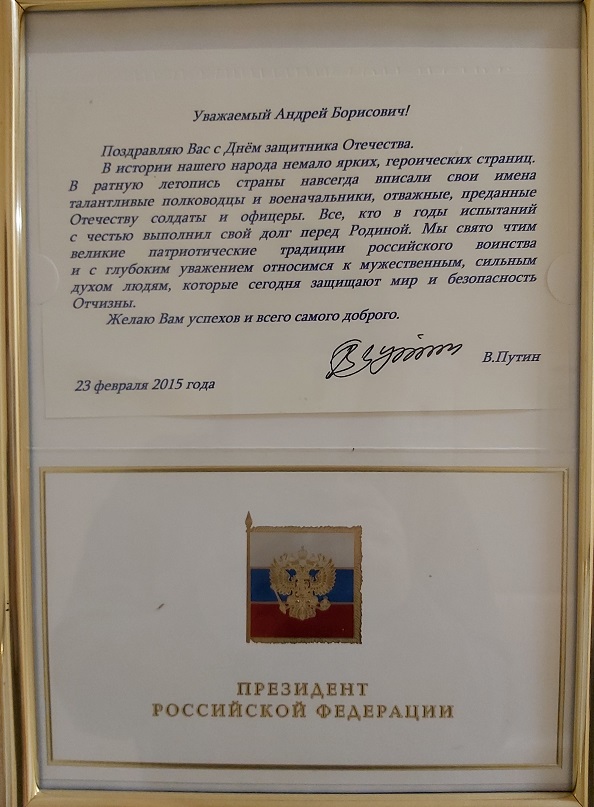 Уважаемый Андрей Борисович!
Поздравляю Вас с Днём защитника Отечества.
В истории нашего народа немало ярких, героических страниц.
В ратную летопись страны навсегда вписали свои имена
талантливые полководцы и военачальники, отважные, преданные
Отечеству солдаты и офицеры. Все, кто в годы испытаний
с честью выполнил свой долг перед Родиной. Мы свято чтим
великие патриотические традиции российского воинства
и с глубоким уважением относимся к мужественным, сильным
духом людям, которые сегодня защищают мир и безопасность
Отчизны.
Желаю Вам успехов и всего самого доброго.
В.Путин
23 февраля 2015 года
ПРЕЗИДЕНТ
РОССИЙСКОЙ ФЕДЕРАЦИИ